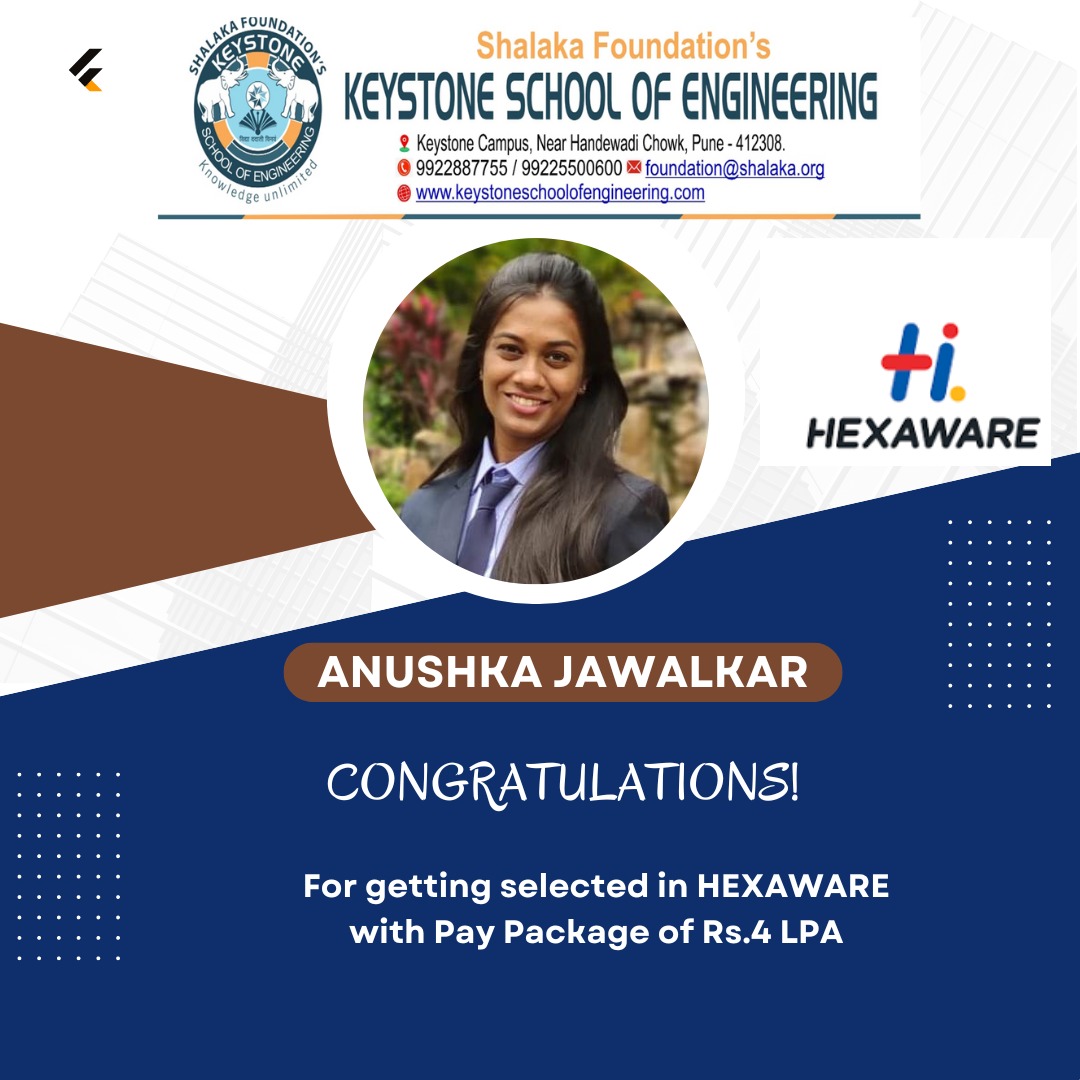 SHALAKA FOUNDATION'S
KEYSTONE
SCHOOL OF ENGINEERING
Knowledge unlimited
Shalaka Foundation's
KEYSTONE SCHOOL OF ENGINEERING
Keystone Campus, Near Handewadi Chowk, Pune - 412308.
9922887755 / 99225500600 foundation@shalaka.org
www.keystoneschoolofengineering.com
Hi.
HEXAWARE
ANUSHKA JAWALKAR
CONGRATULATIONS!
For getting selected in HEXAWARE
with Pay Package of Rs.4 LPA